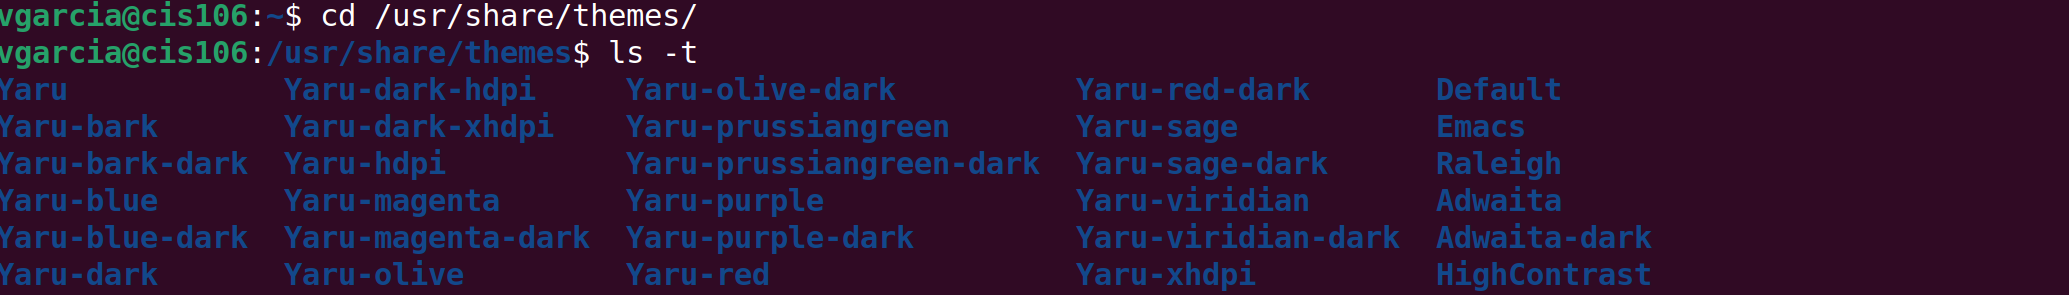 vgarcia@cis106:~$ cd /usr/share/themes/
vgarcia@cis106:/usr/share/themes$ ls -t
Yaru Yaru-dark-hdpi Yaru-olive-dark Yaru-red-dark Default
Yaru-bark Yaru-dark-xhdpi Yaru-prussiangreen Yaru-sage Emacs
Yaru-bark-dark Yaru-hdpi Yaru-prussiangreen-dark Yaru-sage-dark Raleigh
Yaru-blue Yaru-magenta Yaru-purple Yaru-viridian Adwaita
Yaru-blue-dark Yaru-magenta-dark Yaru-purple-dark Yaru-viridian-dark Adwaita-dark
Yaru-dark Yaru-olive Yaru-red Yaru-xhdpi HighContrast